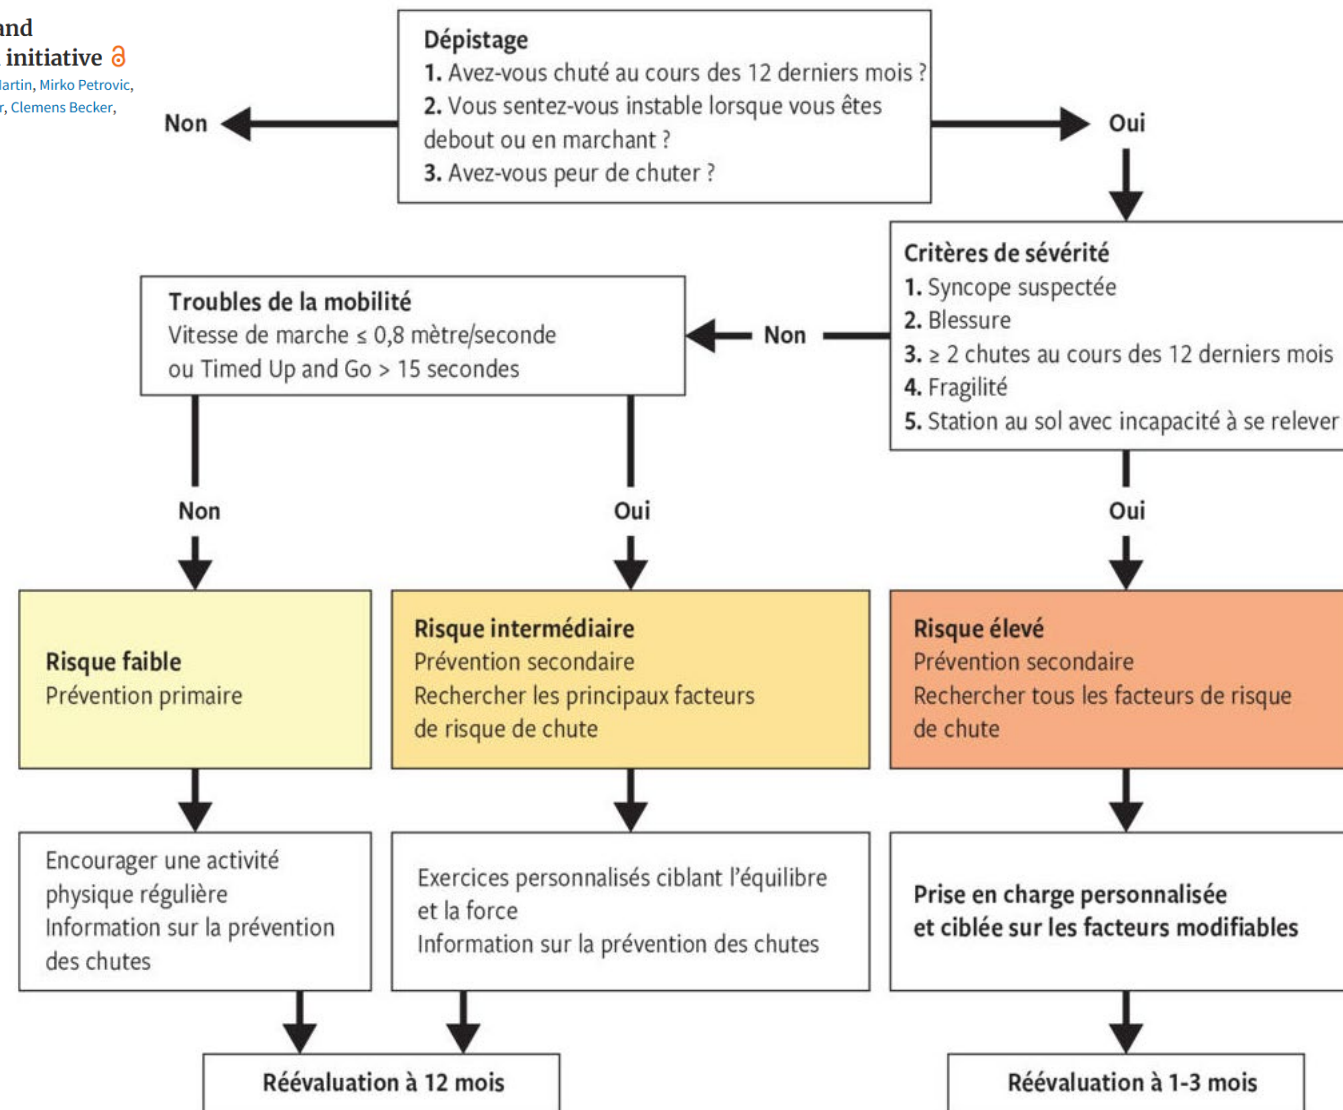 and
initiative
Martin, Mirko Petrovic,
r, Clemens Becker,
Dépistage
1. Avez-vous chuté au cours des 12 derniers mois ?
2. Vous sentez-vous instable lorsque vous êtes
debout ou en marchant ?
3. Avez-vous peur de chuter ?
Non
Oui
Critères de sévérité
1. Syncope suspectée
2. Blessure
3. ≥ 2 chutes au cours des 12 derniers mois
4. Fragilité
5. Station au sol avec incapacité à se relever
Non
Troubles de la mobilité
Vitesse de marche ≤ 0,8 mètre/seconde
ou Timed Up and Go > 15 secondes
Non
Oui
Oui
Risque faible
Prévention primaire
Risque intermédiaire
Prévention secondaire
Rechercher les principaux facteurs
de risque de chute
Risque élevé
Prévention secondaire
Rechercher tous les facteurs de risque
de chute
Encourager une activité
physique régulière
Information sur la prévention
des chutes
Exercices personnalisés ciblant l'équilibre
et la force
Information sur la prévention des chutes
Prise en charge personnalisée
et ciblée sur les facteurs modifiables
Réévaluation à 12 mois
Réévaluation à 1-3 mois